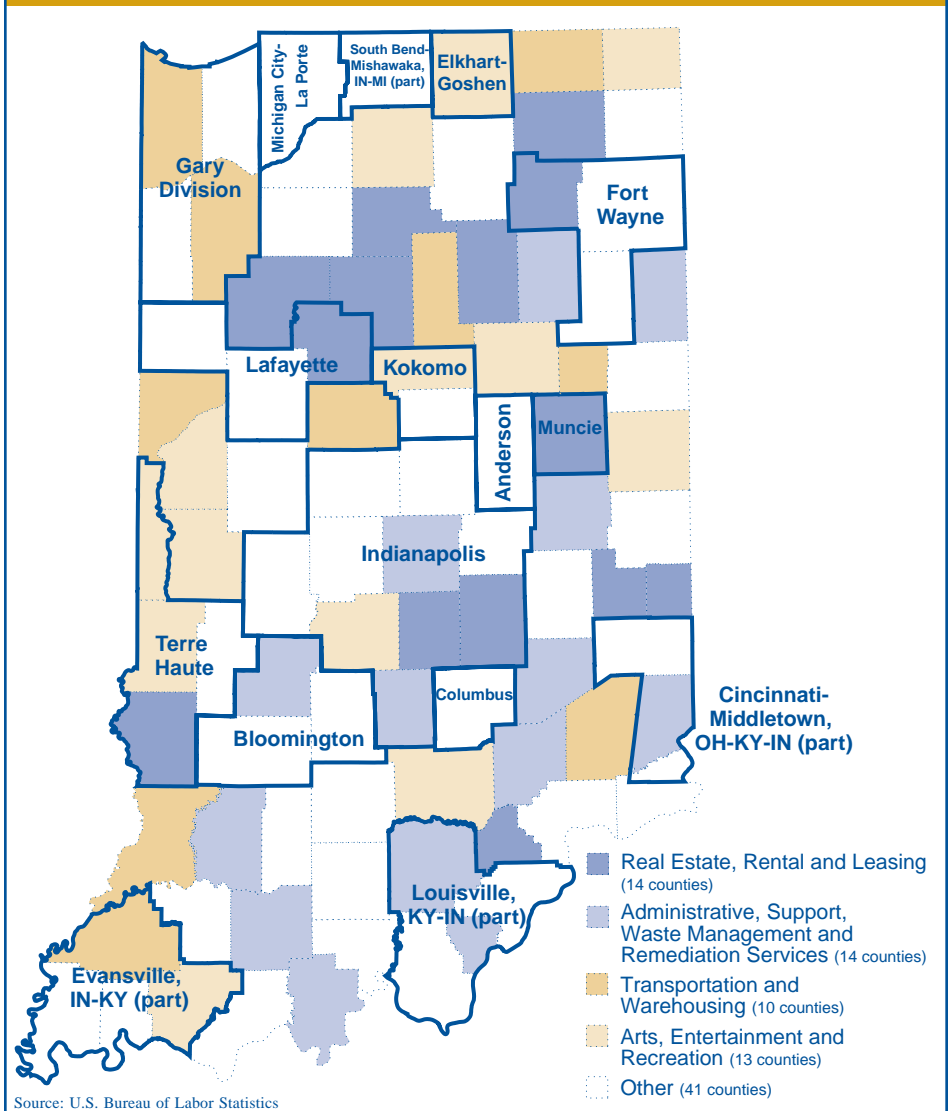 Michigan City-
La Porte
South Bend-
Mishawaka,
IN-MI (part)
Elkhart-
Goshen
Gary
Division
Fort
Wayne
Lafayette
Kokomo
Anderson
Muncie
Indianapolis
Terre
Haute
Columbus
Bloomington
Cincinnati-
Middletown,
OH-KY-IN (part)
Louisville,
KY-IN (part)
Evansville,
IN-KY (part)
Real Estate, Rental and Leasing
(14 counties)
Administrative, Support,
Waste Management and
Remediation Services (14 counties)
Transportation and
Warehousing (10 counties)
Arts, Entertainment and
Recreation (13 counties)
Other (41 counties)
Source: U.S. Bureau of Labor Statistics